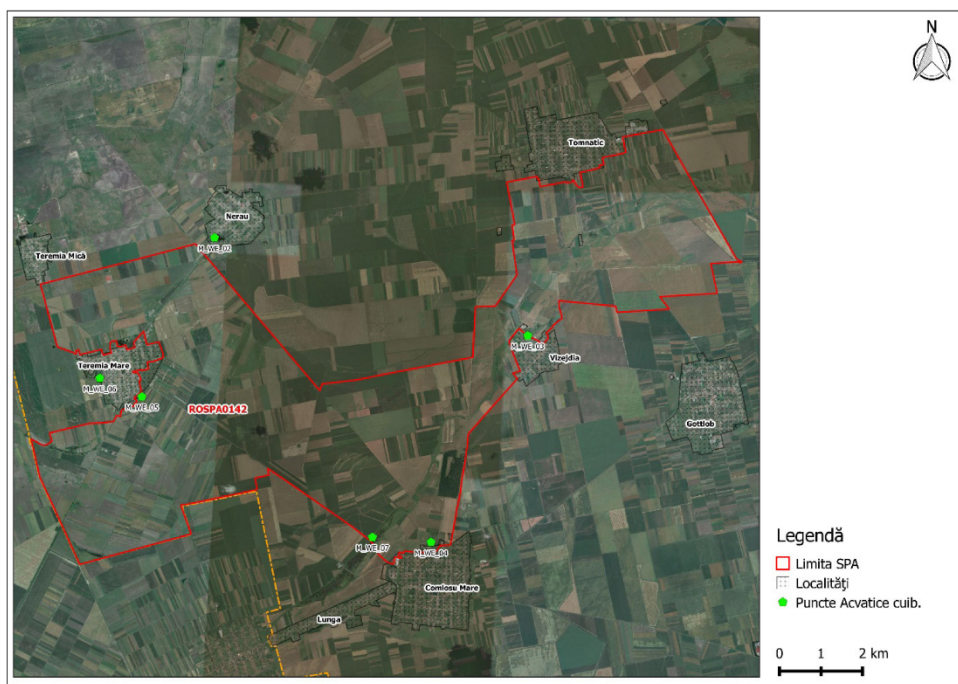 N
Tomnatic
Nerau
M_WE_02
Teremia Mică
M_WE_03
Vizejdia
Teremia Mare
M_WE_06
M_WE_05
ROSPA0142
Gottlob
M_WE_07
M_WE_04
Comlosu Mare
Lunga
Legendă
Limita SPA
Localități
Puncte Acvatice cuib.
0 1 2 km